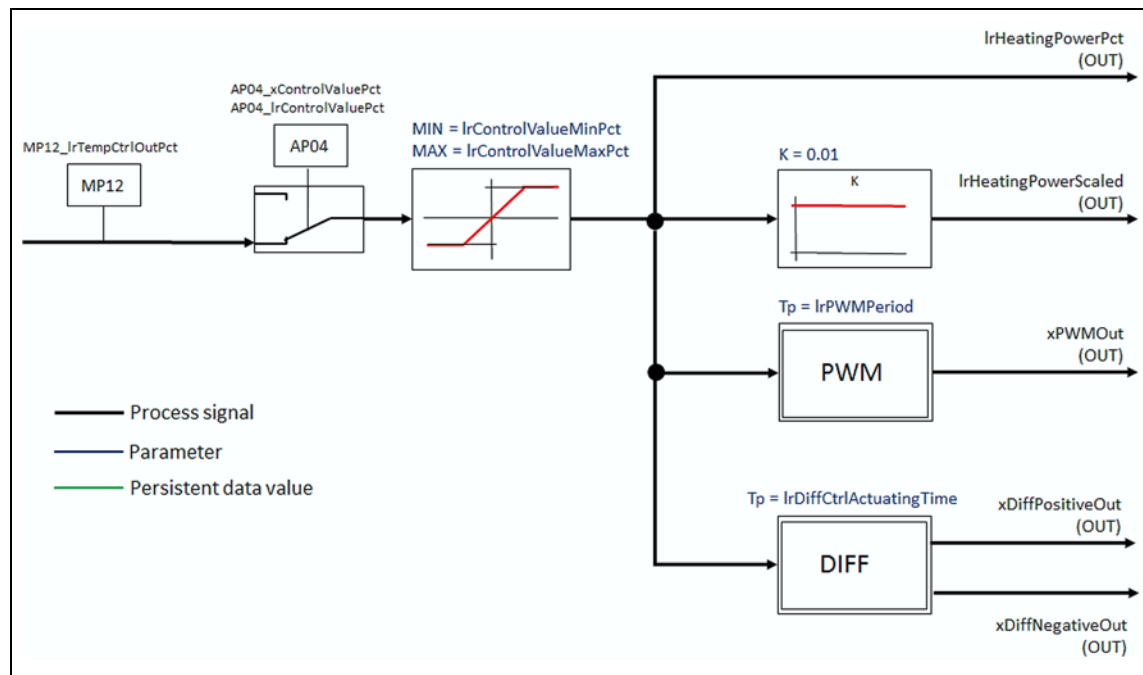 lrHeatingPowerPct
(OUT)
AP04_xControlValuePct
AP04_lrControlValuePct
MIN = lrControlValueMinPct
MAX = lrControlValueMaxPct
MP12_lrTempCtrlOutPct
MP12
AP04
K = 0.01
K
lrHeatingPowerScaled
(OUT)
Tp = lrPWMPeriod
PWM
xPWMOut
(OUT)
Process signal
Parameter
Persistent data value
Tp = lrDiffCtrlActuatingTime
DIFF
xDiffPositiveOut
(OUT)
xDiffNegativeOut
(OUT)